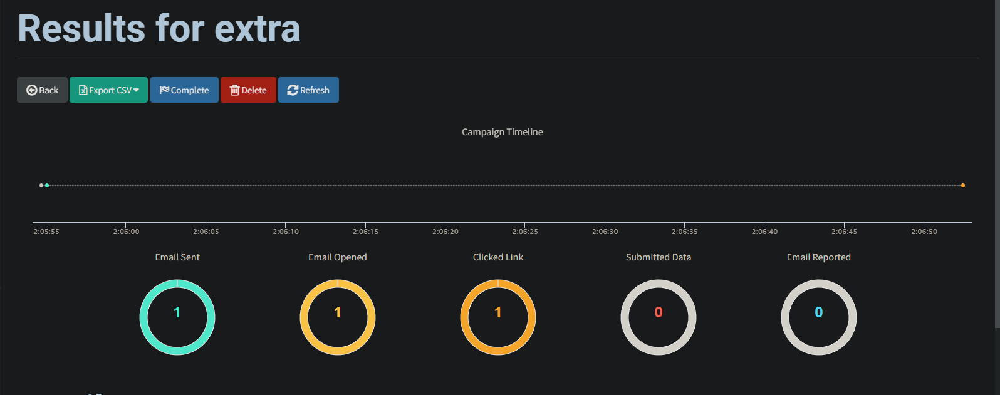 Results for extra
Back Export CSV Complete Delete Refresh
Campaign Timeline
2:05:55 2:06:00 2:06:05 2:06:10 2:06:15 2:06:20 2:06:25 2:06:30 2:06:35 2:06:40 2:06:45 2:06:50
Email Sent Email Opened Clicked Link Submitted Data Email Reported
1 1 1 0 0